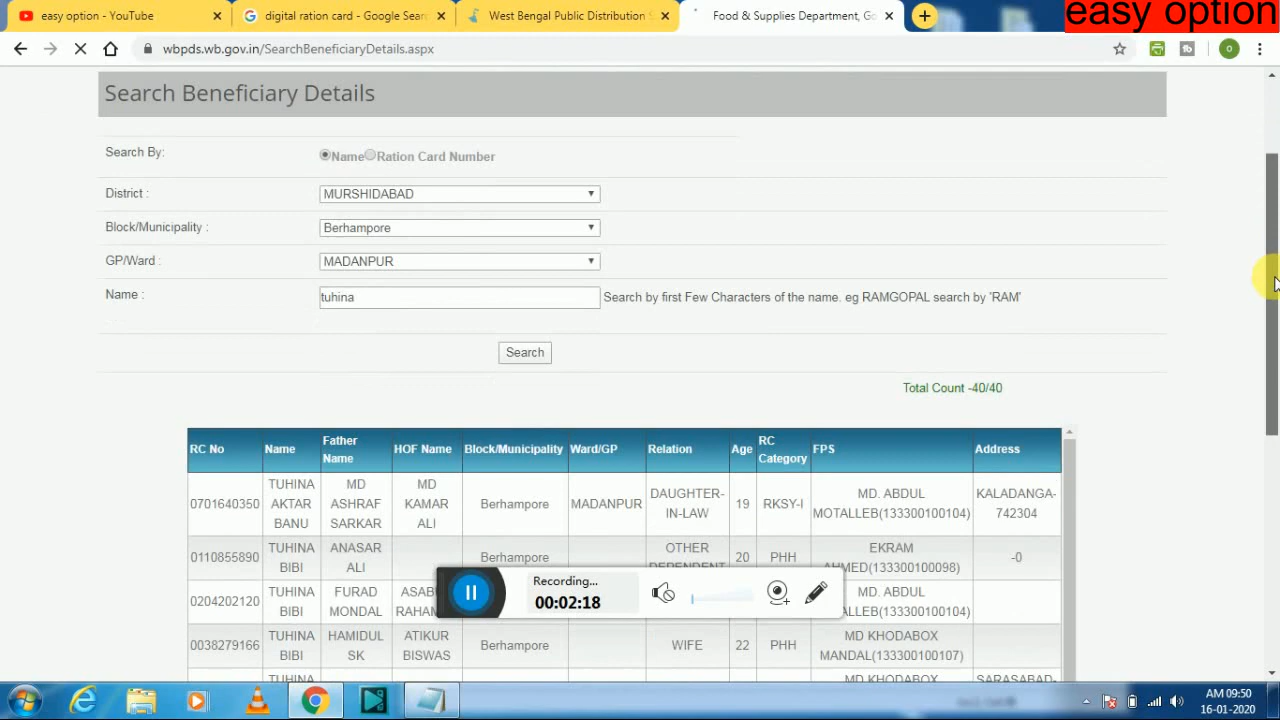 easy option - YouTube
digital ration card - Google Sear
West Bengal Public Distribution S
Food & Supplies Department, Go
easy option
wbpds.wb.gov.in/SearchBeneficiaryDetails.aspx
Search Beneficiary Details
Search By:
Name Ration Card Number
District :
MURSHIDABAD
Block/Municipality :
Berhampore
GP/Ward :
MADANPUR
Name :
tuhina
Search by first Few Characters of the name. eg RAMGOPAL search by 'RAM'
Search
Total Count -40/40
RC No Name Father Name HOF Name Block/Municipality Ward/GP Relation Age RC Category FPS Address
0701640350 TUHINA AKTAR BANU MD ASHRAF SARKAR MD KAMAR ALI Berhampore MADANPUR DAUGHTER-IN-LAW 19 RKSY-I MD. ABDUL MOTALLEB(133300100104) KALADANGA-742304
0110855890 TUHINA BIBI ANASAR ALI Berhampore OTHER DEPENDENT 20 PHH EKRAM AHMED(133300100098) -0
0204202120 TUHINA BIBI FURAD MONDAL MD. ABDUL
0038279166 TUHINA BIBI HAMIDUL SK ATIKUR BISWAS Berhampore WIFE 22 PHH MD KHODABOX MANDAL(133300100107)
TUHINA MD KHODABOX SARASABAD-
Recording...
00:02:18
AM 09:50
16-01-2020